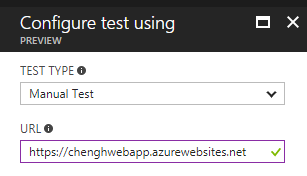 Configure test using
PREVIEW
TEST TYPE
Manual Test
URL
https://chenghwebapp.azurewebsites.net